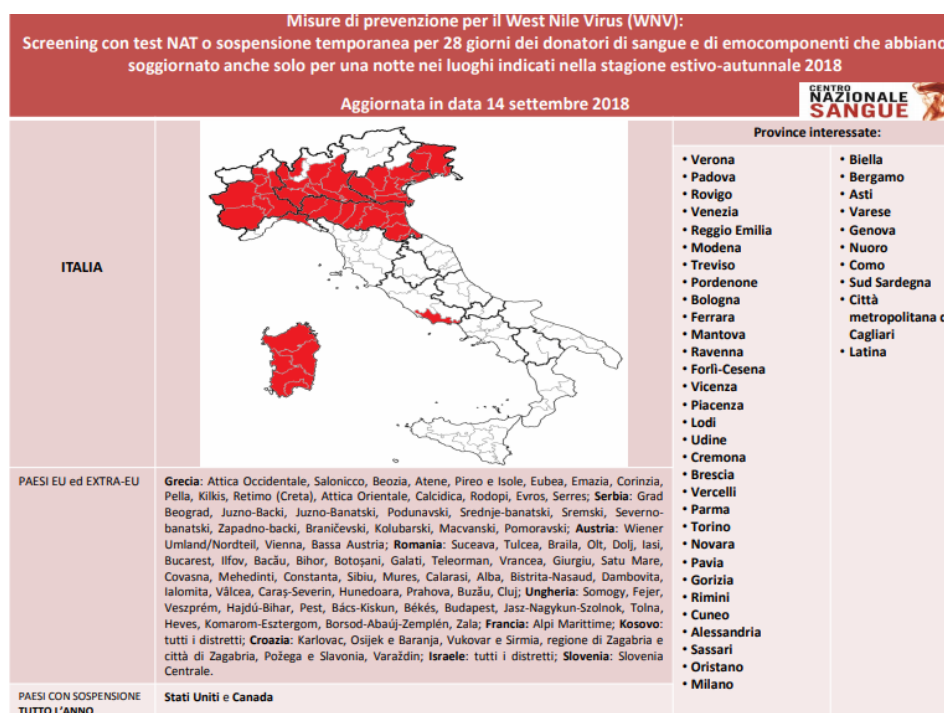 Misure di prevenzione per il West Nile Virus (WNV):
Screening con test NAT o sospensione temporanea per 28 giorni dei donatori di sangue e di emocomponenti che abbiano
soggiornato anche solo per una notte nei luoghi indicati nella stagione estivo-autunnale 2018
Aggiornata in data 14 settembre 2018
CENTRO
NAZIONALE
SANGUE
ITALIA
Province interessate:
• Verona
• Padova
• Rovigo
• Venezia
• Reggio Emilia
• Modena
• Treviso
• Pordenone
• Bologna
• Ferrara
• Mantova
• Ravenna
• Forlì-Cesena
• Vicenza
• Piacenza
• Lodi
• Udine
• Cremona
• Brescia
• Vercelli
• Parma
• Torino
• Novara
• Pavia
• Gorizia
• Rimini
• Cuneo
• Alessandria
• Sassari
• Oristano
• Milano
• Biella
• Bergamo
• Asti
• Varese
• Genova
• Nuoro
• Como
• Sud Sardegna
• Città
metropolitana d
Cagliari
• Latina
PAESI EU ed EXTRA-EU
Grecia: Attica Occidentale, Salonicco, Beozia, Atene, Pireo e Isole, Eubea, Emazia, Corinzia,
Pella, Kilkis, Retimo (Creta), Attica Orientale, Calcidica, Rodopi, Evros, Serres; Serbia: Grad
Beograd, Juzno-Backi, Juzno-Banatski, Podunavski, Srednje-banatski, Sremski, Severno-
banatski, Zapadno-backi, Braničevski, Kolubarski, Macvanski, Pomoravski; Austria: Wiener
Umland/Nordteil, Vienna, Bassa Austria; Romania: Suceava, Tulcea, Braila, Olt, Dolj, Iasi,
Bucarest, Ilfov, Bacău, Bihor, Botoşani, Galati, Teleorman, Vrancea, Giurgiu, Satu Mare,
Covasna, Mehedinti, Constanta, Sibiu, Mures, Calarasi, Alba, Bistrita-Nasaud, Dambovita,
Ialomita, Vâlcea, Caraş-Severin, Hunedoara, Prahova, Buzău, Cluj; Ungheria: Somogy, Fejer,
Veszprém, Hajdú-Bihar, Pest, Bács-Kiskun, Békés, Budapest, Jasz-Nagykun-Szolnok, Tolna,
Heves, Komarom-Esztergom, Borsod-Abaúj-Zemplén, Zala; Francia: Alpi Marittime; Kosovo:
tutti i distretti; Croazia: Karlovac, Osijek e Baranja, Vukovar e Sirmia, regione di Zagabria e
città di Zagabria, Požega e Slavonia, Varaždin; Israele: tutti i distretti; Slovenia: Slovenia
Centrale.
PAESI CON SOSPENSIONE
TUTTO L'ANNO
Stati Uniti e Canada